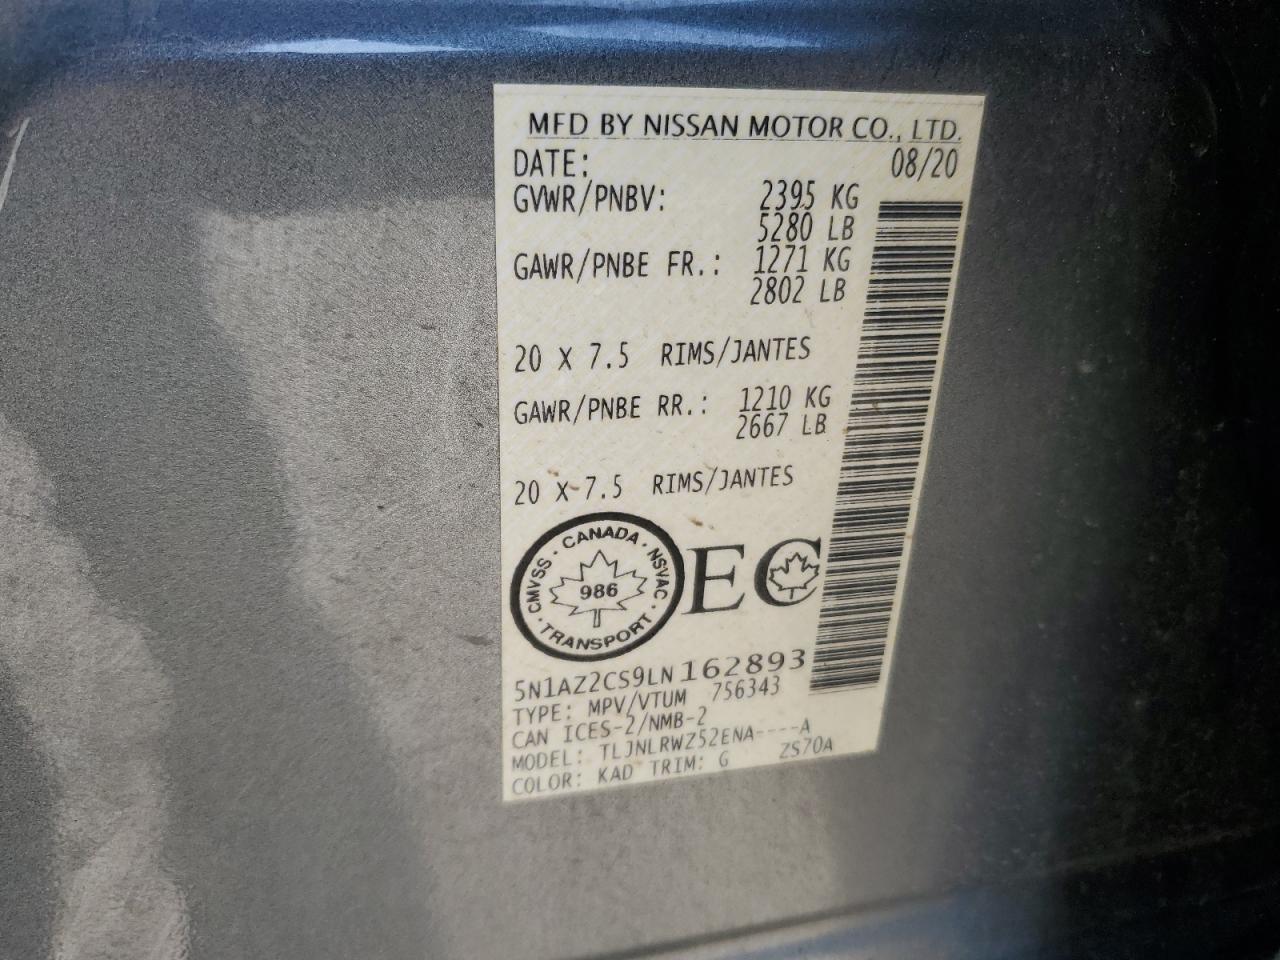 MFD BY NISSAN MOTOR CO., LTD.
DATE: 08/20
GVWR/PNBV: 2395 KG
5280 LB
GAWR/PNBE FR.: 1271 KG
2802 LB
20 X 7.5 RIMS/JANTES
GAWR/PNBE RR.: 1210 KG
2667 LB
20 X 7.5 RIMS/JANTES
CMVSS · CANADA · NSVAC · TRANSPORT ·
986
EC
5N1AZ2CS9LN162893
TYPE: MPV/VTUM 756343
CAN ICES-2/NMB-2
MODEL: TLJNLRWZ52ENA----A
COLOR: KAD TRIM: G ZS70A